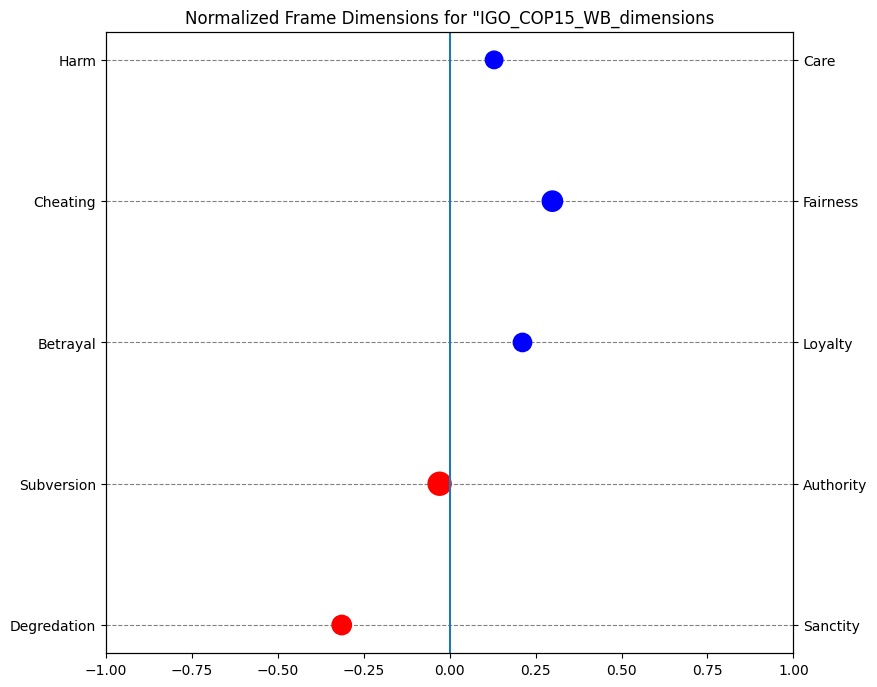 Normalized Frame Dimensions for "IGO_COP15_WB_dimensions
Harm Care
Cheating Fairness
Betrayal Loyalty
Subversion Authority
Degredation Sanctity
−1.00 −0.75 −0.50 −0.25 0.00 0.25 0.50 0.75 1.00